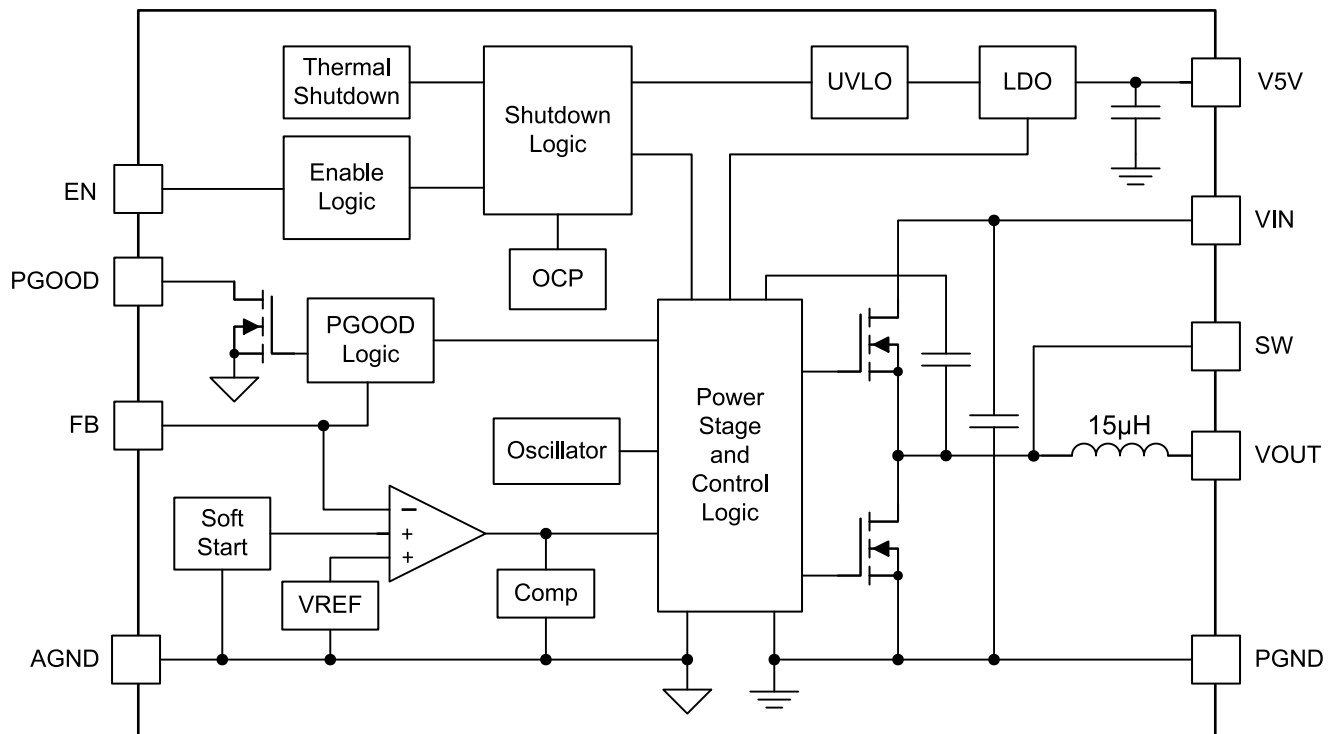 Thermal
Shutdown
Shutdown
Logic
UVLO
LDO
V5V
EN
Enable
Logic
VIN
PGOOD
OCP
PGOOD
Logic
SW
FB
Power
Stage
and
Control
Logic
15µH
VOUT
Oscillator
Soft
Start
−
+
+
VREF
Comp
AGND
PGND